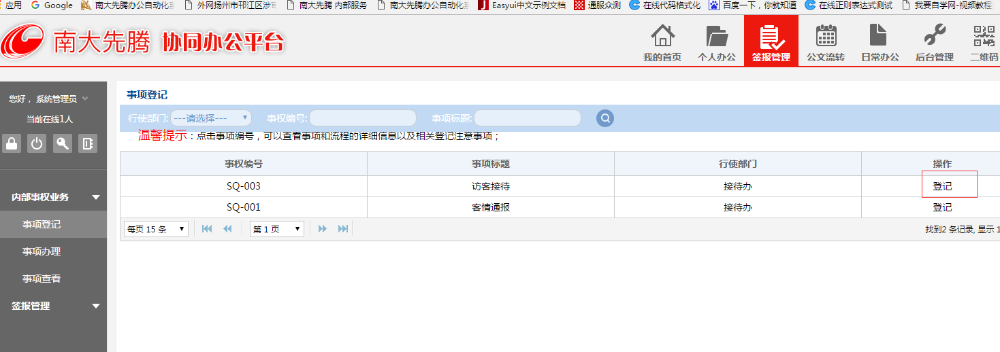 应用 Google 南大先腾办公自动化系 外网扬州市邗江区涉 南大先腾 内部服务 南大先腾办公自动化系 Easyui中文示例文档 通服众测 在线代码格式化 百度一下，你就知道 在线正则表达式测试 我要自学网-视频教程
南大先腾 协同办公平台
我的首页 个人办公 签报管理 公文流转 日常办公 后台管理 二维码
您好， 系统管理员
当前在线1人
内部事权业务
事项登记
事项办理
事项查看
签报管理
事项登记
行使部门: ---请选择--- 事权编号: 事项标题:
温馨提示：点击事项编号，可以查看事项和流程的详细信息以及相关登记注意事项；
事权编号 事项标题 行使部门 操作
SQ-003 访客接待 接待办 登记
SQ-001 客情通报 接待办 登记
每页 15 条 第 1 页 找到2 条记录, 显示 1